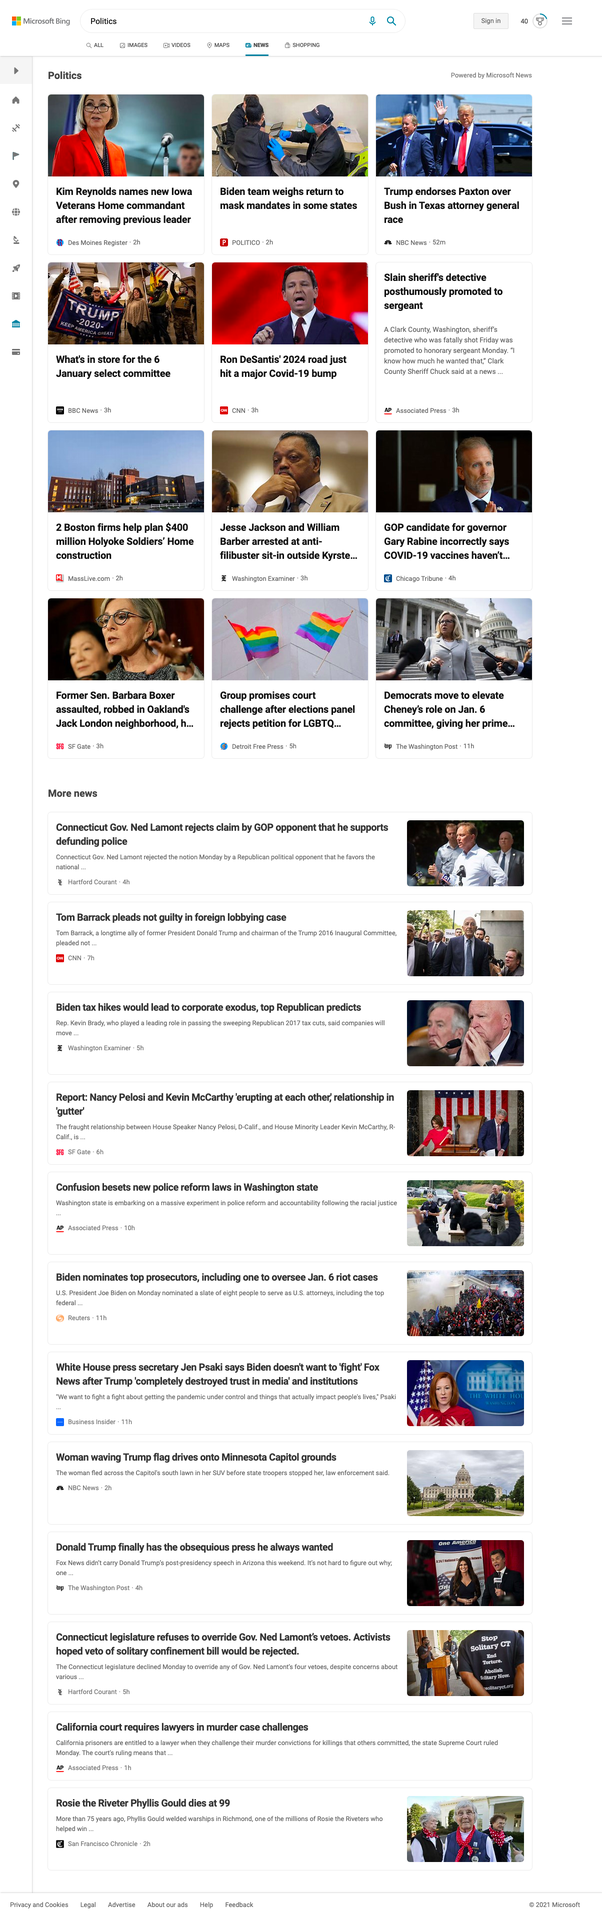 Microsoft Bing
Politics
Sign in
40
ALL
IMAGES
VIDEOS
MAPS
NEWS
SHOPPING
Politics
Powered by Microsoft News
Kim Reynolds names new Iowa
Veterans Home commandant
after removing previous leader
Des Moines Register · 2h
Biden team weighs return to
mask mandates in some states
POLITICO · 2h
Trump endorses Paxton over
Bush in Texas attorney general
race
NBC News · 52m
TRUMP
2020
KEEP AMERICA GREAT!
What's in store for the 6
January select committee
BBC News · 3h
Ron DeSantis' 2024 road just
hit a major Covid-19 bump
CNN · 3h
Slain sheriff's detective
posthumously promoted to
sergeant
A Clark County, Washington, sheriff's
detective who was fatally shot Friday was
promoted to honorary sergeant Monday. "I
know how much he wanted that," Clark
County Sheriff Chuck said at a news ...
AP Associated Press · 3h
2 Boston firms help plan $400
million Holyoke Soldiers' Home
construction
MassLive.com · 2h
Jesse Jackson and William
Barber arrested at anti-
filibuster sit-in outside Kyrste...
Washington Examiner · 3h
GOP candidate for governor
Gary Rabine incorrectly says
COVID-19 vaccines haven't...
Chicago Tribune · 4h
Former Sen. Barbara Boxer
assaulted, robbed in Oakland's
Jack London neighborhood, h...
SF Gate · 3h
Group promises court
challenge after elections panel
rejects petition for LGBTQ...
Detroit Free Press · 5h
Democrats move to elevate
Cheney's role on Jan. 6
committee, giving her prime...
wp The Washington Post · 11h
More news
Connecticut Gov. Ned Lamont rejects claim by GOP opponent that he supports
defunding police
Connecticut Gov. Ned Lamont rejected the notion Monday by a Republican political opponent that he favors the
national ...
Hartford Courant · 4h
Tom Barrack pleads not guilty in foreign lobbying case
Tom Barrack, a longtime ally of former President Donald Trump and chairman of the Trump 2016 Inaugural Committee,
pleaded not ...
CNN · 7h
Biden tax hikes would lead to corporate exodus, top Republican predicts
Rep. Kevin Brady, who played a leading role in passing the sweeping Republican 2017 tax cuts, said companies will
move ...
Washington Examiner · 5h
Report: Nancy Pelosi and Kevin McCarthy 'erupting at each other,' relationship in
'gutter'
The fraught relationship between House Speaker Nancy Pelosi, D-Calif., and House Minority Leader Kevin McCarthy, R-
Calif., is ...
SF Gate · 6h
Confusion besets new police reform laws in Washington state
Washington state is embarking on a massive experiment in police reform and accountability following the racial justice
...
AP Associated Press · 10h
Biden nominates top prosecutors, including one to oversee Jan. 6 riot cases
U.S. President Joe Biden on Monday nominated a slate of eight people to serve as U.S. attorneys, including the top
federal ...
Reuters · 11h
White House press secretary Jen Psaki says Biden doesn't want to 'fight' Fox
News after Trump 'completely destroyed trust in media' and institutions
"We want to fight a fight about getting the pandemic under control and things that actually impact people's lives," Psaki
...
Business Insider · 11h
THE WHITE HOU
Woman waving Trump flag drives onto Minnesota Capitol grounds
The woman fled across the Capitol's south lawn in her SUV before state troopers stopped her, law enforcement said.
NBC News · 2h
Donald Trump finally has the obsequious press he always wanted
Fox News didn't carry Donald Trump's post-presidency speech in Arizona this weekend. It's not hard to figure out why;
one ...
wp The Washington Post · 4h
Connecticut legislature refuses to override Gov. Ned Lamont's vetoes. Activists
hoped veto of solitary confinement bill would be rejected.
The Connecticut legislature declined Monday to override any of Gov. Ned Lamont's four vetoes, despite concerns about
various ...
Hartford Courant · 5h
Stop
Solitary CT
End
Torture.
Abolish
solitary Now.
California court requires lawyers in murder case challenges
California prisoners are entitled to a lawyer when they challenge their murder convictions for killings that others committed, the state Supreme Court ruled
Monday. The court's ruling means that ...
AP Associated Press · 1h
Rosie the Riveter Phyllis Gould dies at 99
More than 75 years ago, Phyllis Gould welded warships in Richmond, one of the millions of Rosie the Riveters who
helped win ...
San Francisco Chronicle · 2h
Privacy and Cookies
Legal
Advertise
About our ads
Help
Feedback
© 2021 Microsoft